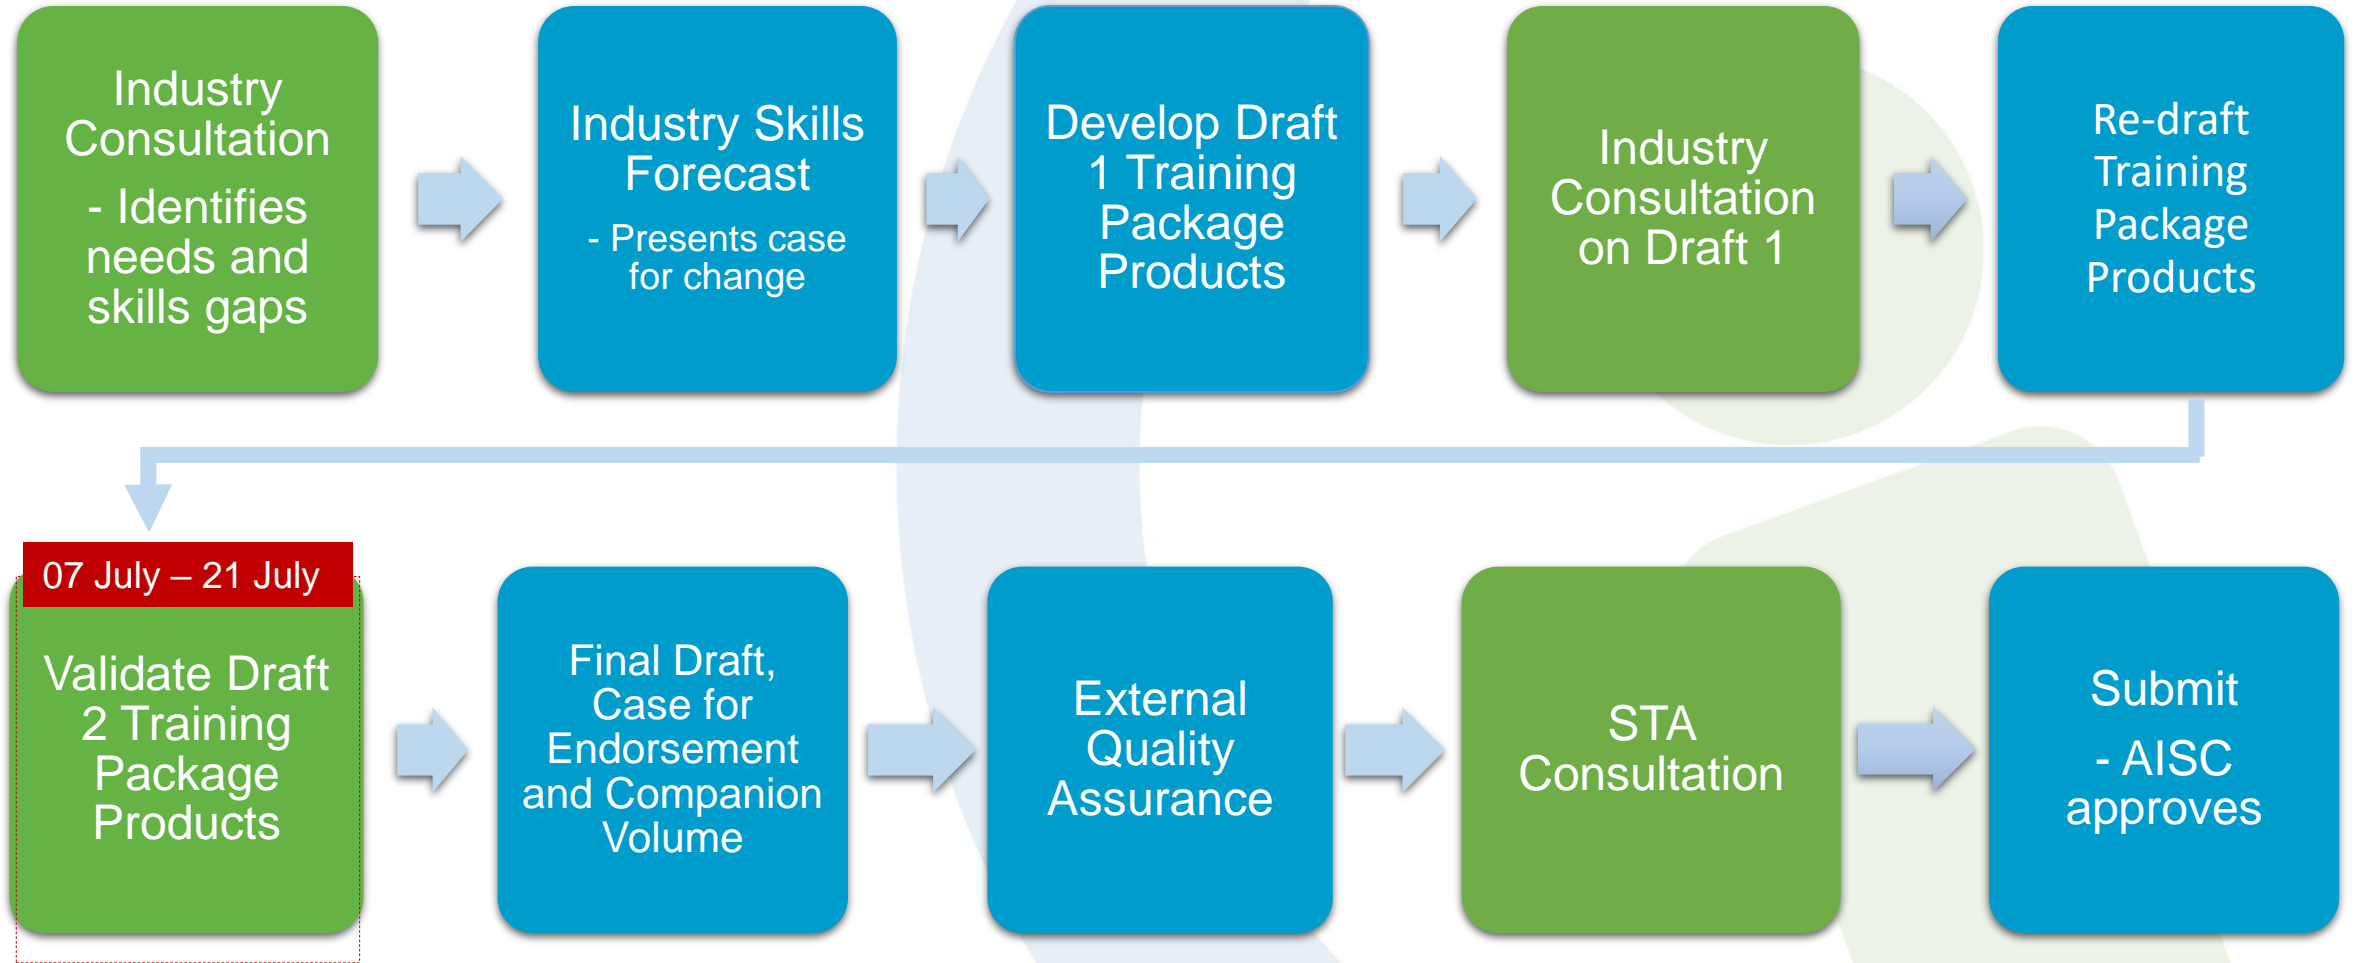 Industry
Consultation
- Identifies
needs and
skills gaps
Industry Skills
Forecast
- Presents case
for change
Develop Draft
1 Training
Package
Products
Industry
Consultation
on Draft 1
Re-draft
Training
Package
Products
07 July – 21 July
Validate Draft
2 Training
Package
Products
Final Draft,
Case for
Endorsement
and Companion
Volume
External
Quality
Assurance
STA
Consultation
Submit
- AISC
approves